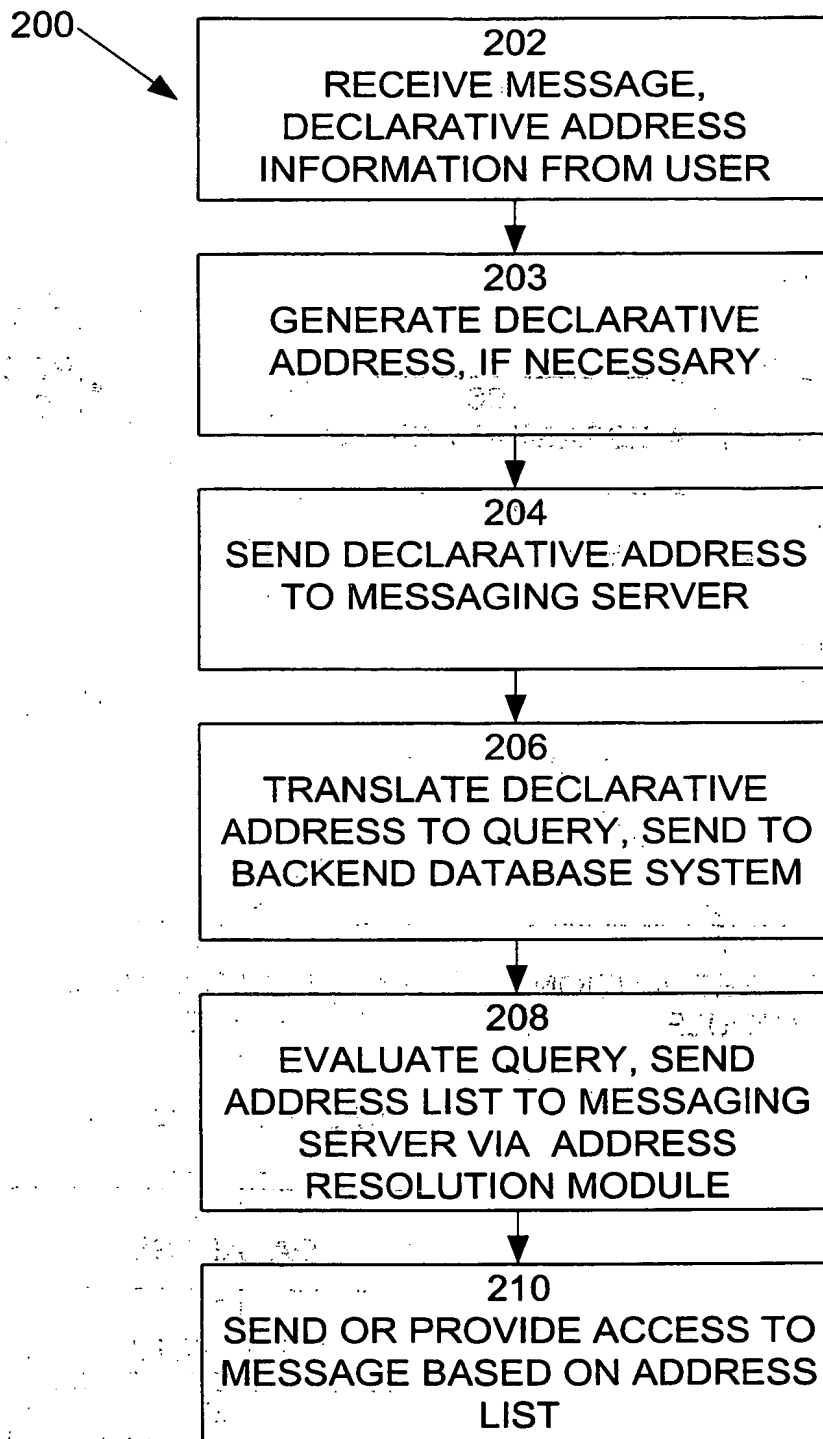 200
202
RECEIVE MESSAGE,
DECLARATIVE ADDRESS
INFORMATION FROM USER
203
GENERATE DECLARATIVE
ADDRESS, IF NECESSARY
204
SEND DECLARATIVE ADDRESS
TO MESSAGING SERVER
206
TRANSLATE DECLARATIVE
ADDRESS TO QUERY, SEND TO
BACKEND DATABASE SYSTEM
208
EVALUATE QUERY, SEND
ADDRESS LIST TO MESSAGING
SERVER VIA ADDRESS
RESOLUTION MODULE
210
SEND OR PROVIDE ACCESS TO
MESSAGE BASED ON ADDRESS
LIST